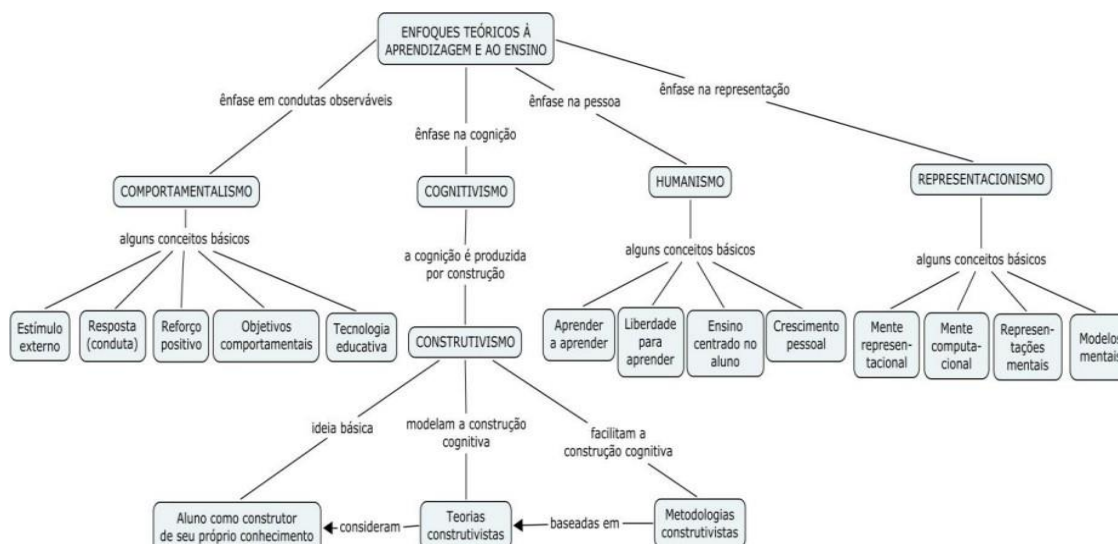 ENFOQUES TEÓRICOS À
APRENDIZAGEM E AO ENSINO
ênfase em condutas observáveis
ênfase na cognição
ênfase na pessoa
ênfase na representação
COMPORTAMENTALISMO
COGNITIVISMO
HUMANISMO
REPRESENTACIONISMO
alguns conceitos básicos
a cognição é produzida
por construção
alguns conceitos básicos
alguns conceitos básicos
Estímulo
externo
Resposta
(conduta)
Reforço
positivo
Objetivos
comportamentais
Tecnologia
educativa
CONSTRUTIVISMO
Aprender
a aprender
Liberdade
para
aprender
Ensino
centrado no
aluno
Crescimento
pessoal
Mente
represen-
tacional
Mente
computa-
cional
Represen-
tações
mentais
Modelos
mentais
ideia básica
modelam a construção
cognitiva
facilitam a
construção cognitiva
Aluno como construtor
de seu próprio conhecimento
consideram
Teorias
construtivistas
baseadas em
Metodologias
construtivistas